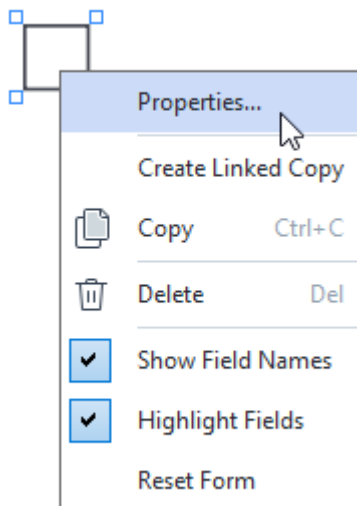 Properties...
Create Linked Copy
Copy Ctrl+C
Delete Del
Show Field Names
Highlight Fields
Reset Form